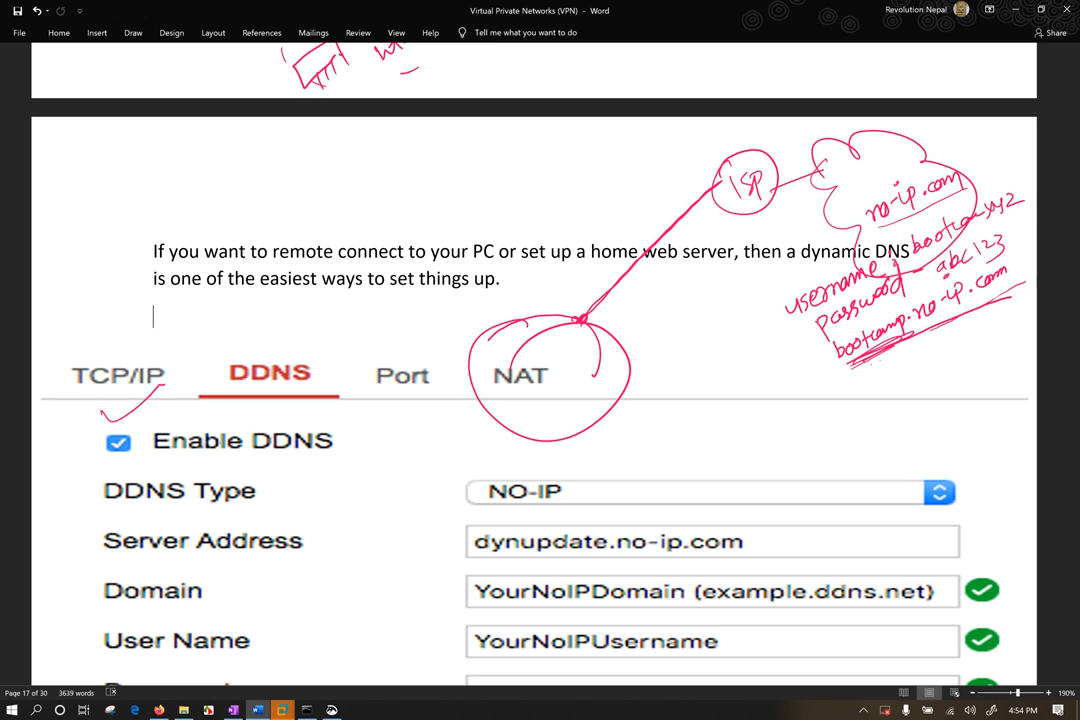 Virtual Private Networks (VPN) - Word
Revolution Nepal
File Home Insert Draw Design Layout References Mailings Review View Help Tell me what you want to do
Share
ISP
no-ip.com
If you want to remote connect to your PC or set up a home web server, then a dynamic DNS
is one of the easiest ways to set things up.
username : bootcamxyz
password - abc123
bootcamp.no-ip.com
TCP/IP DDNS Port NAT
Enable DDNS
DDNS Type NO-IP
Server Address dynupdate.no-ip.com
Domain YourNoIPDomain (example.ddns.net)
User Name YourNoIPUsername
Page 17 of 30 3639 words
190%
4:54 PM